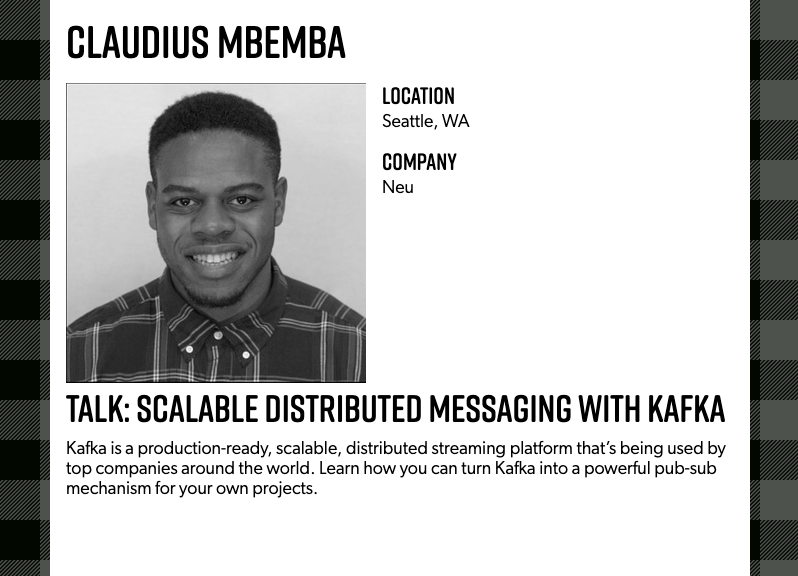 CLAUDIUS MBEMBA
LOCATION
Seattle, WA
COMPANY
Neu
TALK: SCALABLE DISTRIBUTED MESSAGING WITH KAFKA
Kafka is a production-ready, scalable, distributed streaming platform that’s being used by
top companies around the world. Learn how you can turn Kafka into a powerful pub-sub
mechanism for your own projects.